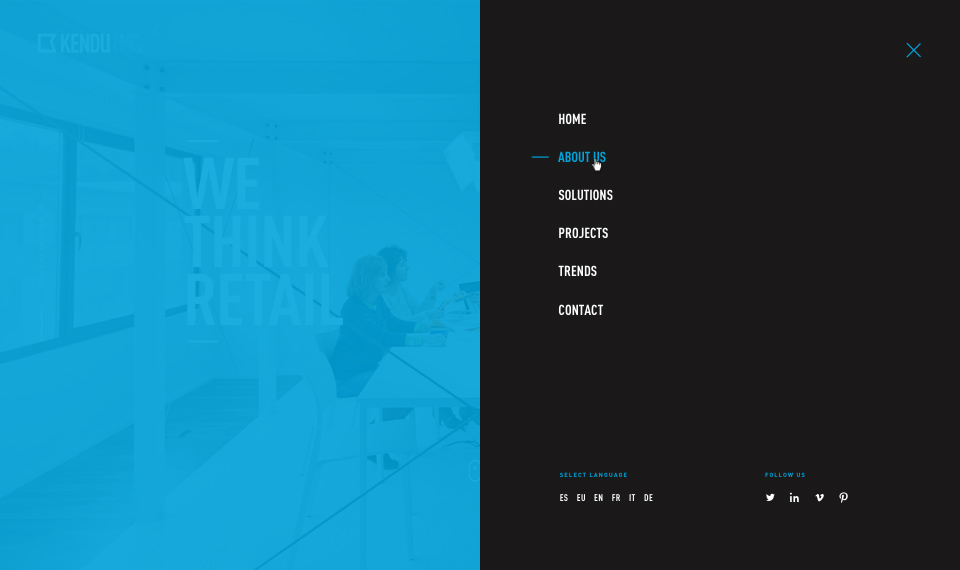 KENDU
WE
THINK
RETAIL
HOME
ABOUT US
SOLUTIONS
PROJECTS
TRENDS
CONTACT
SELECT LANGUAGE
ES EU EN FR IT DE
FOLLOW US